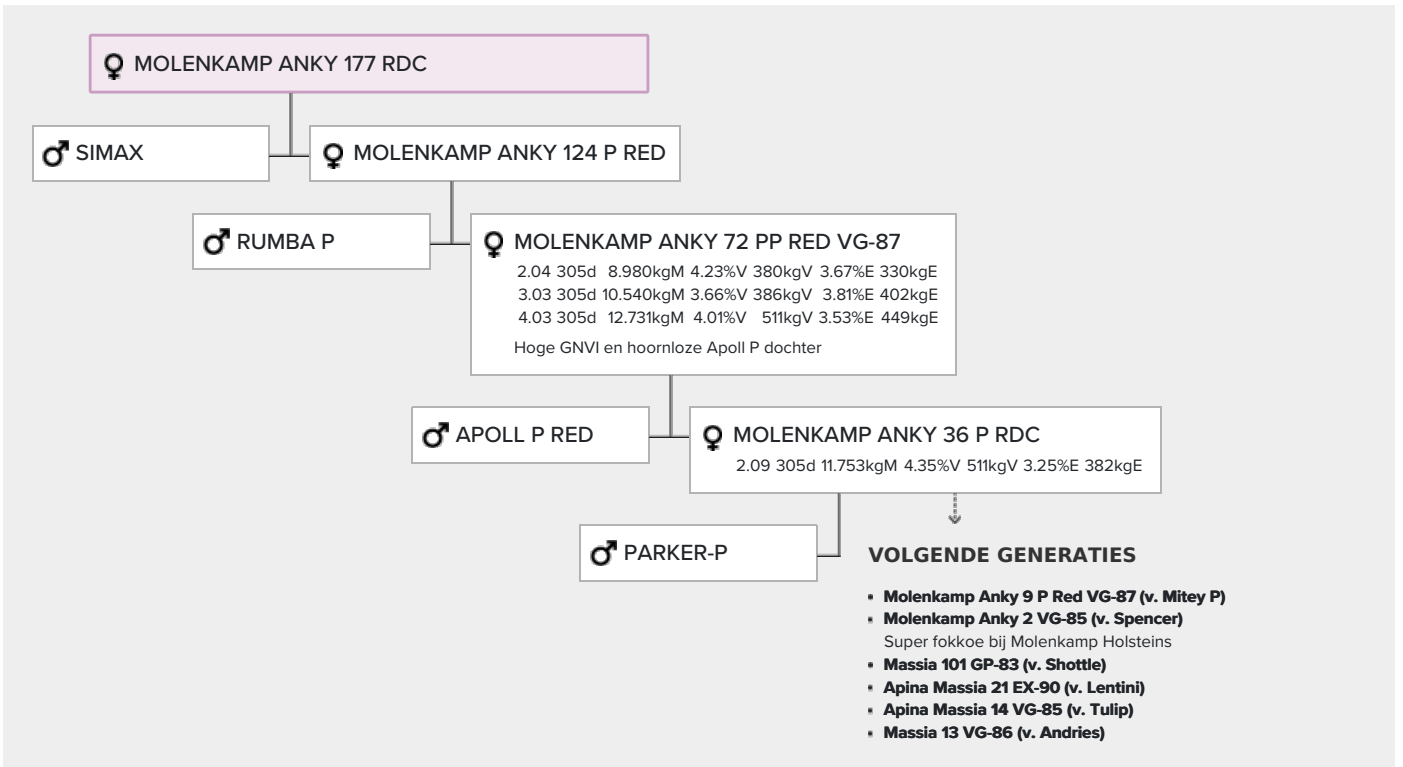 MOLENKAMP ANKY 177 RDC
SIMAX
MOLENKAMP ANKY 124 P RED
RUMBA P
MOLENKAMP ANKY 72 PP RED VG-87
2.04 305d 8.980kgM 4.23%V 380kgV 3.67%E 330kgE
3.03 305d 10.540kgM 3.66%V 386kgV 3.81%E 402kgE
4.03 305d 12.731kgM 4.01%V 511kgV 3.53%E 449kgE
Hoge GNVI en hoornloze Apoll P dochter
APOLL P RED
MOLENKAMP ANKY 36 P RDC
2.09 305d 11.753kgM 4.35%V 511kgV 3.25%E 382kgE
PARKER-P
VOLGENDE GENERATIES
• Molenkamp Anky 9 P Red VG-87 (v. Mitey P)
• Molenkamp Anky 2 VG-85 (v. Spencer)
Super fokkoe bij Molenkamp Holsteins
• Massia 101 GP-83 (v. Shottle)
• Apina Massia 21 EX-90 (v. Lentini)
• Apina Massia 14 VG-85 (v. Tulip)
• Massia 13 VG-86 (v. Andries)